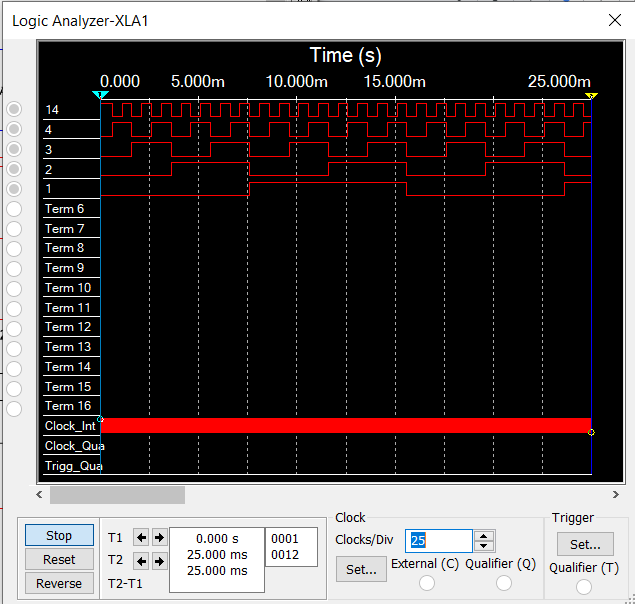 Logic Analyzer-XLA1
Time (s)
0.000 5.000m 10.000m 15.000m 25.000m
14
4
3
2
1
Term 6
Term 7
Term 8
Term 9
Term 10
Term 11
Term 12
Term 13
Term 14
Term 15
Term 16
Clock_Int
Clock_Qua
Trigg_Qua
Stop
Reset
Reverse
T1
T2
T2-T1
0.000 s
25.000 ms
25.000 ms
0001
0012
Clock
Clocks/Div 25
Set...
External (C) Qualifier (Q)
Trigger
Set...
Qualifier (T)